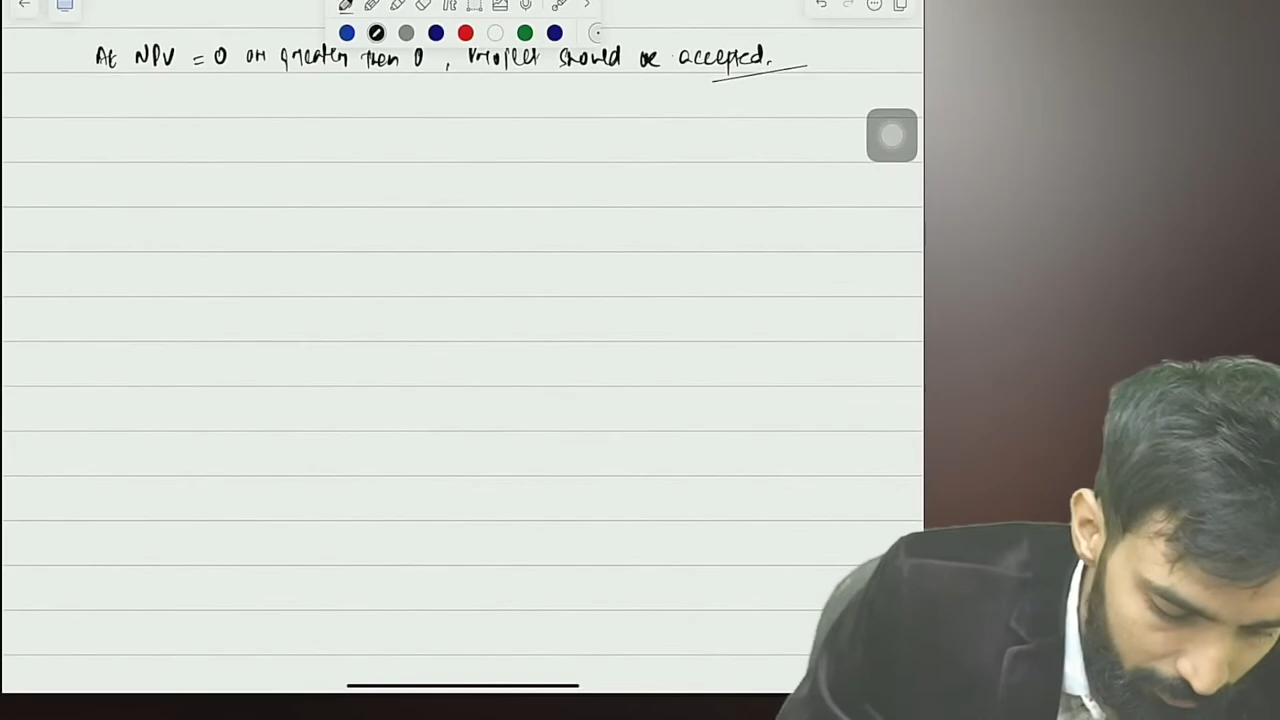 At NPV = 0 or greater then 0 , Project should be accepted.